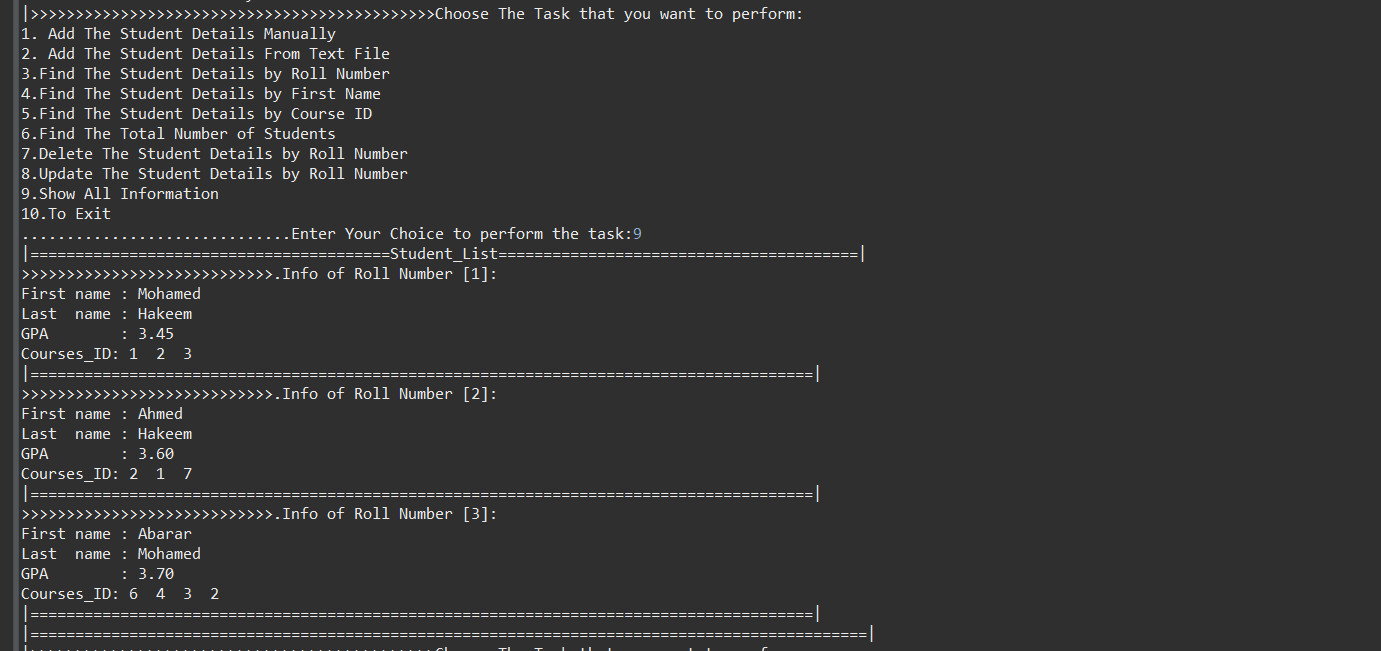 |>>>>>>>>>>>>>>>>>>>>>>>>>>>>>>>>>>>>>>>>>>>>>Choose The Task that you want to perform:
1. Add The Student Details Manually
2. Add The Student Details From Text File
3.Find The Student Details by Roll Number
4.Find The Student Details by First Name
5.Find The Student Details by Course ID
6.Find The Total Number of Students
7.Delete The Student Details by Roll Number
8.Update The Student Details by Roll Number
9.Show All Information
10.To Exit
..............................Enter Your Choice to perform the task:9
|========================================Student_List========================================|
>>>>>>>>>>>>>>>>>>>>>>>>>>>>.Info of Roll Number [1]:
First name : Mohamed
Last  name : Hakeem
GPA        : 3.45
Courses_ID: 1  2  3
|=======================================================================================|
>>>>>>>>>>>>>>>>>>>>>>>>>>>>.Info of Roll Number [2]:
First name : Ahmed
Last  name : Hakeem
GPA        : 3.60
Courses_ID: 2  1  7
|=======================================================================================|
>>>>>>>>>>>>>>>>>>>>>>>>>>>>.Info of Roll Number [3]:
First name : Abarar
Last  name : Mohamed
GPA        : 3.70
Courses_ID: 6  4  3  2
|=======================================================================================|
|=============================================================================================|